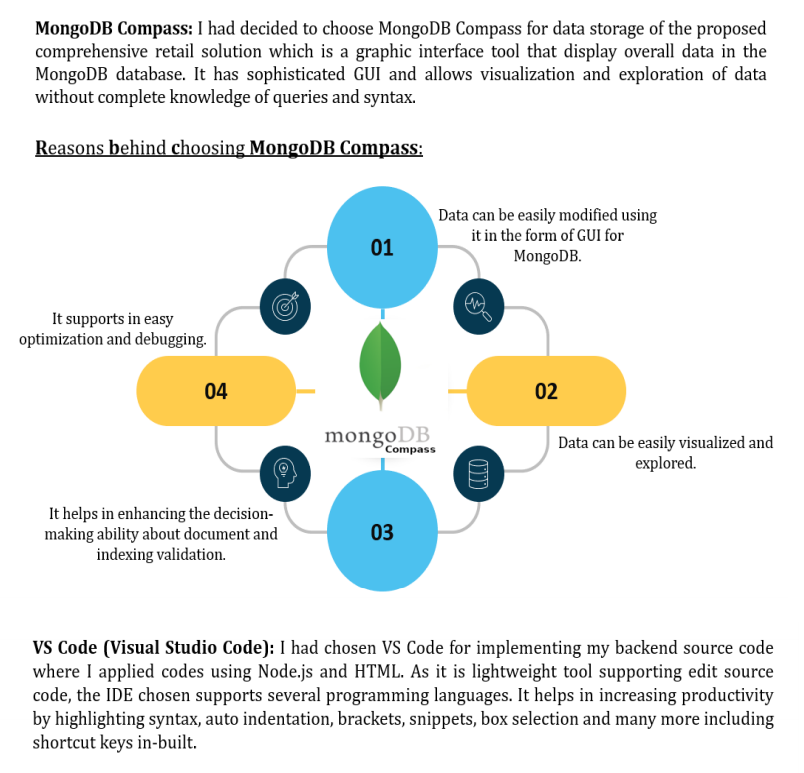 MongoDB Compass: I had decided to choose MongoDB Compass for data storage of the proposed
comprehensive retail solution which is a graphic interface tool that display overall data in the
MongoDB database. It has sophisticated GUI and allows visualization and exploration of data
without complete knowledge of queries and syntax.
Reasons behind choosing MongoDB Compass:
01
Data can be easily modified using
it in the form of GUI for
MongoDB.
It supports in easy
optimization and debugging.
04
02
mongoDB
Compass
Data can be easily visualized and
explored.
It helps in enhancing the decision-
making ability about document and
indexing validation.
03
VS Code (Visual Studio Code): I had chosen VS Code for implementing my backend source code
where I applied codes using Node.js and HTML. As it is lightweight tool supporting edit source
code, the IDE chosen supports several programming languages. It helps in increasing productivity
by highlighting syntax, auto indentation, brackets, snippets, box selection and many more including
shortcut keys in-built.